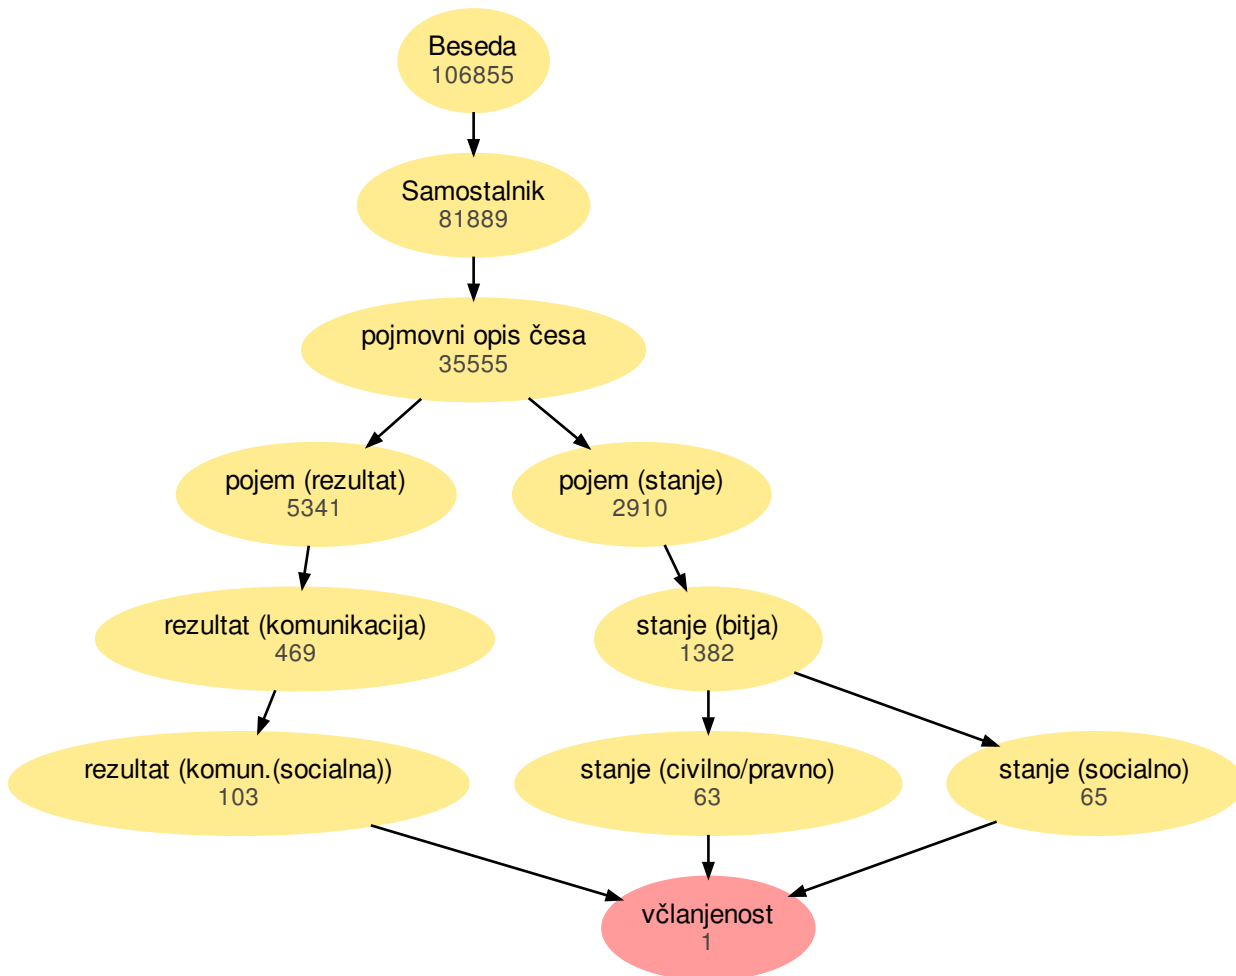 Beseda
106855
Samostalnik
81889
pojmovni opis česa
35555
pojem (rezultat)
5341
pojem (stanje)
2910
rezultat (komunikacija)
469
stanje (bitja)
1382
rezultat (komun.(socialna))
103
stanje (civilno/pravno)
63
stanje (socialno)
65
včlanjenost
1